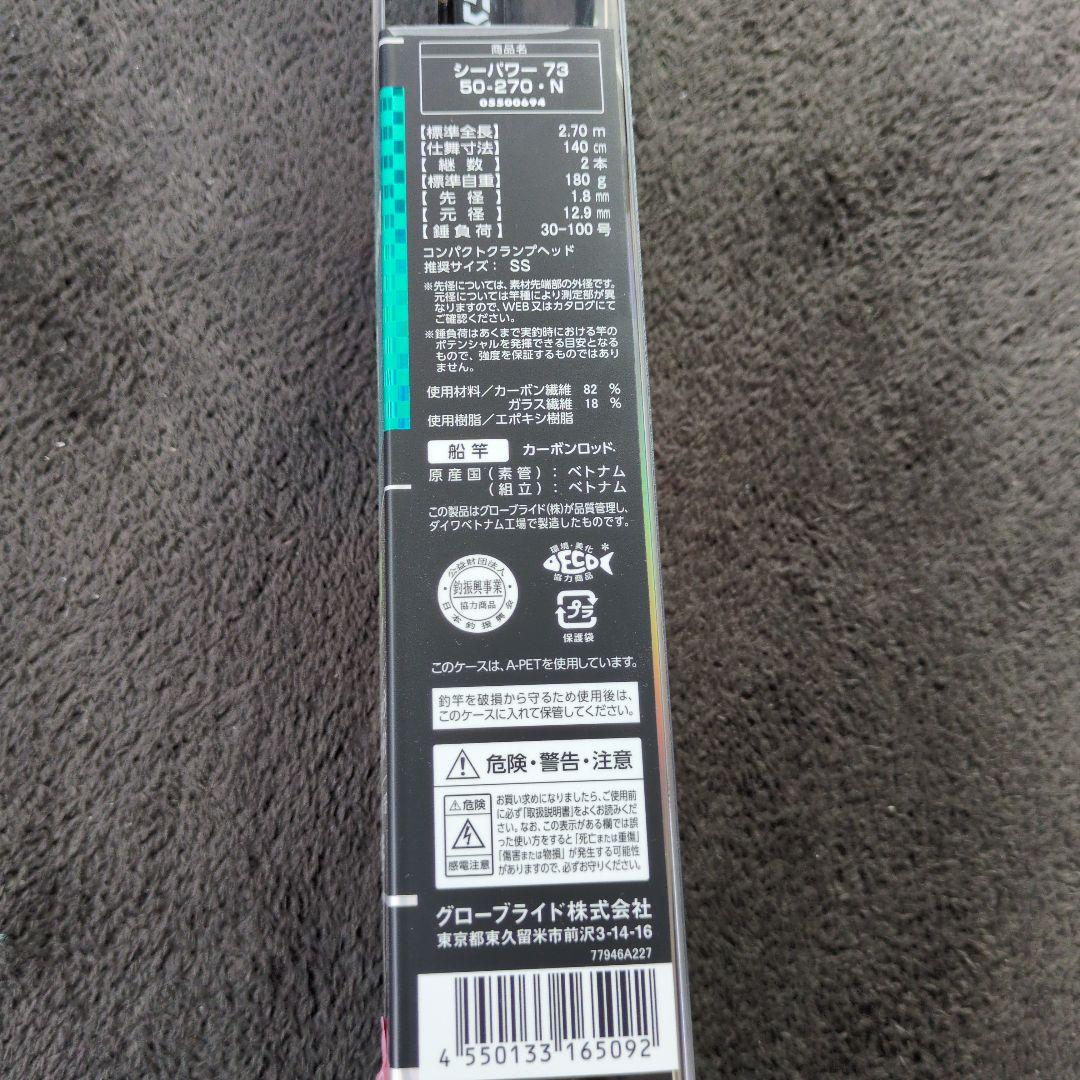 商品名
シーパワー 73
50-270・N
05500694
【標準全長】 2.70 m
【仕舞寸法】 140 cm
【継数】 2 本
【標準自重】 180 g
【先径】 1.8 mm
【元径】 12.9 mm
【錘負荷】 30-100 号
コンパクトクランプヘッド
推奨サイズ： SS
※先径については、素材先端部の外径です。
元径については竿種により測定部が異
なりますので、WEB又はカタログにて
ご確認ください。
※錘負荷はあくまで実釣時における竿の
ポテンシャルを発揮できる目安となる
もので、強度を保証するものではあり
ません。
使用材料／カーボン繊維 82 %
ガラス繊維 18 %
使用樹脂／エポキシ樹脂
船竿 カーボンロッド
原産国（素管）：ベトナム
（組立）：ベトナム
この製品はグローブライド(株)が品質管理し、
ダイワベトナム工場で製造したものです。
公益財団法人
釣振興事業
協力商品
日本釣振興会
環境・美化
ECO
協力商品
プラ
保護袋
このケースは、A-PETを使用しています。
釣竿を破損から守るため使用後は、
このケースに入れて保管してください。
危険・警告・注意
危険
感電注意
お買い求めになりましたら、ご使用前
に必ず「取扱説明書」をよくお読みくだ
さい。なお、この表示がある欄では誤
った使い方をすると「死亡または重傷」
「傷害または物損」が発生する可能性
がありますので、必ずお守りください。
グローブライド株式会社
東京都東久留米市前沢3-14-16
77946A227
4 550133 165092